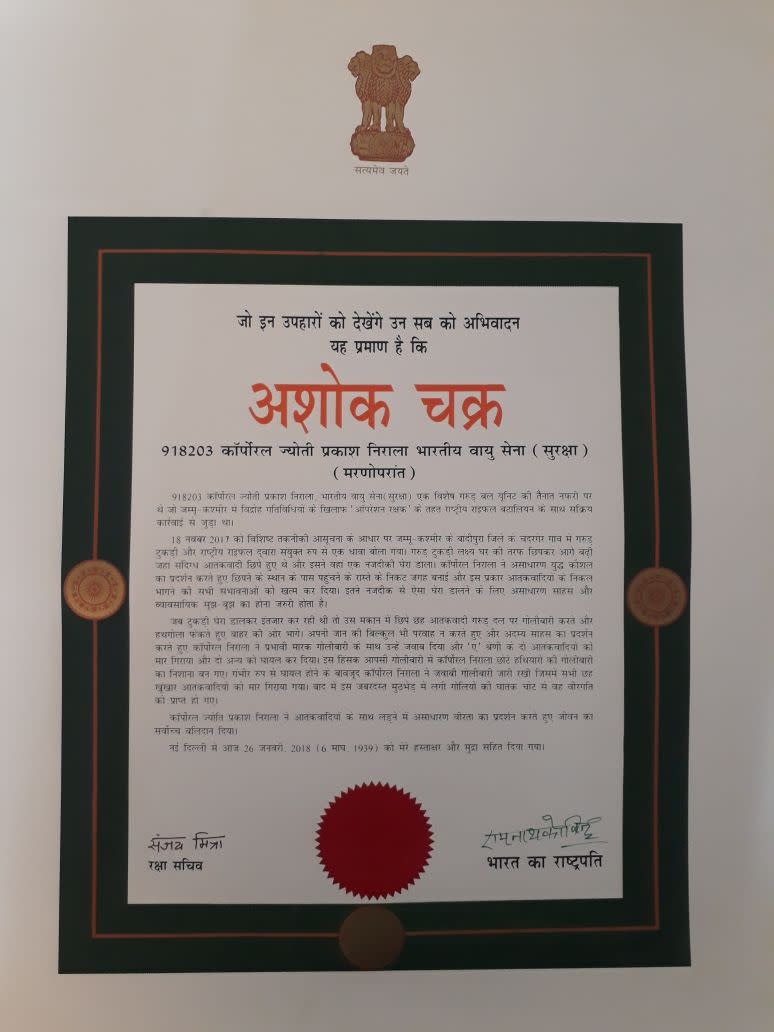 सत्यमेव जयते
जो इन उपहारों को देखेंगे उन सब को अभिवादन
यह प्रमाण है कि
अशोक चक्र
918203 कॉर्पोरल ज्योती प्रकाश निराला भारतीय वायु सेना ( सुरक्षा )
( मरणोपरांत )
918203 कॉर्पोरल ज्योती प्रकाश निराला, भारतीय वायु सेना(सुरक्षा) एक विशेष गरुड़ बल यूनिट की तैनात नफरी पर
थे जो जम्मू-कश्मीर में विद्रोह गतिविधियों के खिलाफ 'ऑपरेशन रक्षक' के तहत राष्ट्रीय राइफल बटालियन के साथ सक्रिय
कार्रवाई से जुड़ा था।
18 नवंबर 2017 को विशिष्ट तकनीकी आसूचना के आधार पर जम्मू-कश्मीर के बांदीपुरा जिले के चंदरगेर गांव में गरुड़
टुकड़ी और राष्ट्रीय राइफल द्वारा संयुक्त रूप से एक धावा बोला गया। गरुड़ टुकड़ी लक्ष्य घर की तरफ छिपकर आगे बढ़ी
जहां संदिग्ध आतंकवादी छिपे हुए थे और इसने वहां एक नजदीकी घेरा डाला। कॉर्पोरल निराला ने असाधारण युद्ध कौशल
का प्रदर्शन करते हुए छिपने के स्थान के पास पहुंचने के रास्ते के निकट जगह बनाई और इस प्रकार आतंकवादियों के निकल
भागने की सभी संभावनाओं को खत्म कर दिया। इतने नजदीक से ऐसा घेरा डालने के लिए असाधारण साहस और
व्यावसायिक सूझ-बूझ का होना जरुरी होता है।
जब टुकड़ी घेरा डालकर इंतजार कर रही थी तो उस मकान में छिपे छह आतंकवादी गरुड़ दल पर गोलीबारी करते और
हथगोला फेंकते हुए बाहर की ओर भागे। अपनी जान की बिल्कुल भी परवाह न करते हुए और अदम्य साहस का प्रदर्शन
करते हुए कॉर्पोरल निराला ने प्रभावी मारक गोलीबारी के साथ उन्हें जवाब दिया और 'ए' श्रेणी के दो आतंकवादियों को
मार गिराया और दो अन्य को घायल कर दिया। इस हिंसक आपसी गोलीबारी में कॉर्पोरल निराला छोटे हथियारों की गोलीबारी
का निशाना बन गए। गंभीर रुप से घायल होने के बावजूद कॉर्पोरल निराला ने जवाबी गोलीबारी जारी रखी जिसमें सभी छह
खूंखार आतंकवादियों को मार गिराया गया। बाद में इस जबरदस्त मुठभेड़ में लगी गोलियों की घातक चोट से वह वीरगति
को प्राप्त हो गए।
कॉर्पोरल ज्योति प्रकाश निराला ने आतंकवादियों के साथ लड़ने में असाधारण वीरता का प्रदर्शन करते हुए जीवन का
सर्वोच्च बलिदान दिया।
नई दिल्ली में आज 26 जनवरी, 2018 (6 माघ, 1939) को मेरे हस्ताक्षर और मुद्रा सहित दिया गया।
संजय मित्रा
रक्षा सचिव
रामनाथ कोविन्द
भारत का राष्ट्रपति